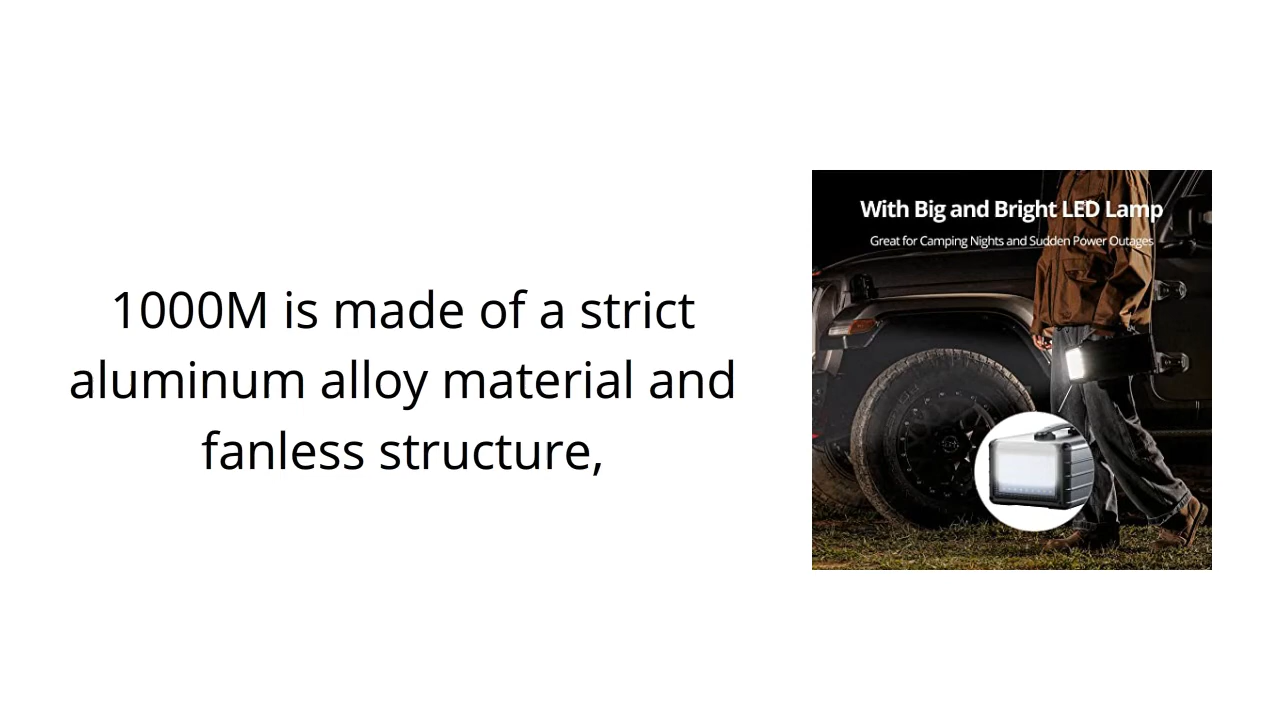 1000M is made of a strict
aluminum alloy material and
fanless structure,
With Big and Bright LED Lamp
Great for Camping Nights and Sudden Power Outages